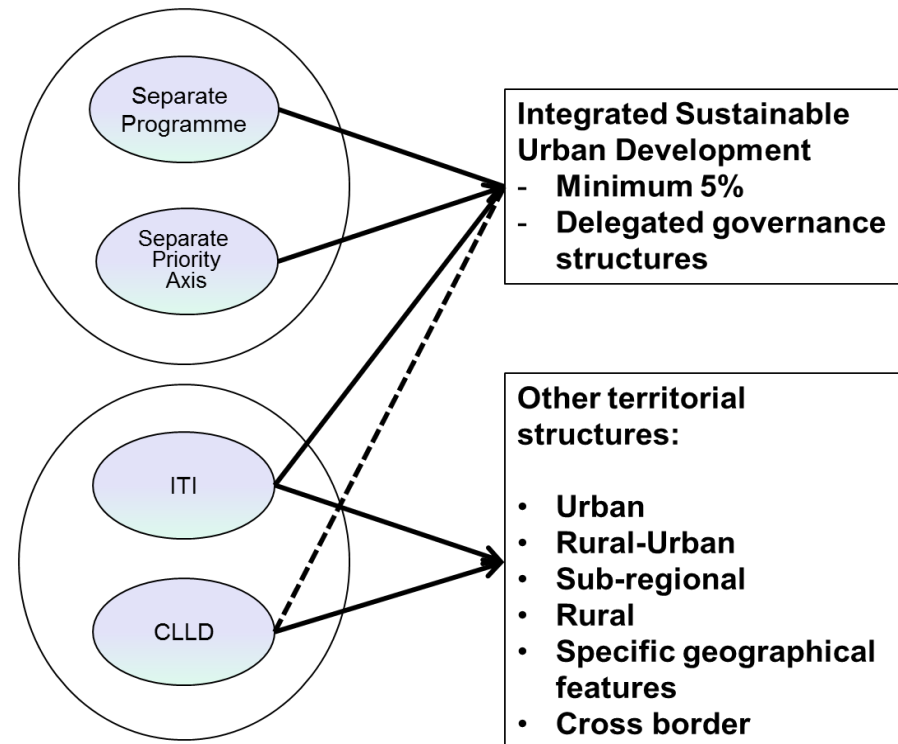 Separate
Programme
Separate
Priority
Axis
ITI
CLLD
Integrated Sustainable
Urban Development
- Minimum 5%
- Delegated governance
structures
Other territorial
structures:
• Urban
• Rural-Urban
• Sub-regional
• Rural
• Specific geographical
features
• Cross border